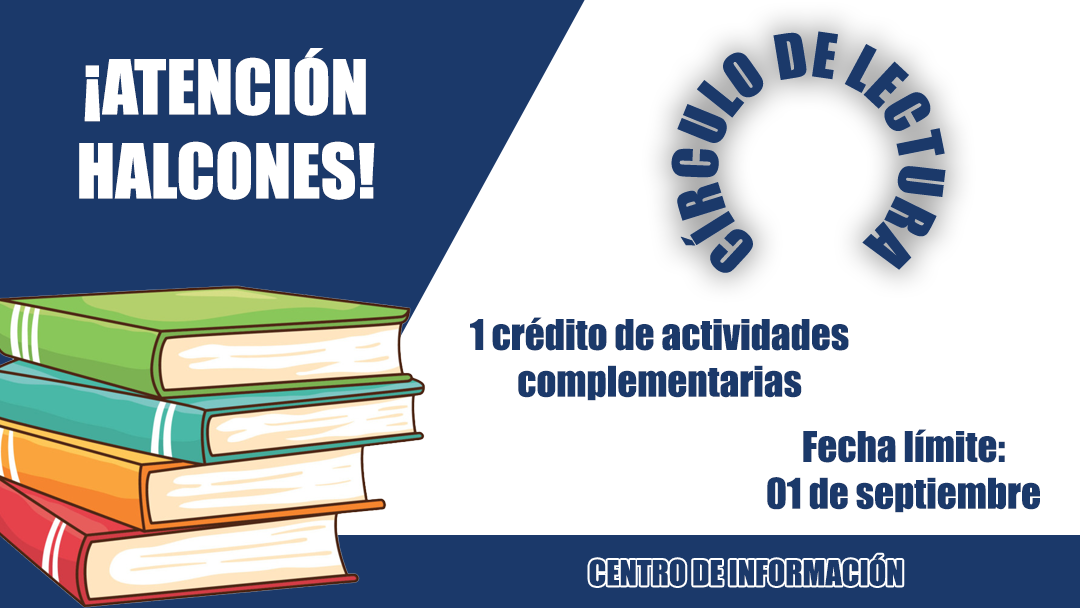 ¡ATENCIÓN
HALCONES!
CÍRCULO DE LECTURA
1 crédito de actividades
complementarias
Fecha límite:
01 de septiembre
CENTRO DE INFORMACIÓN